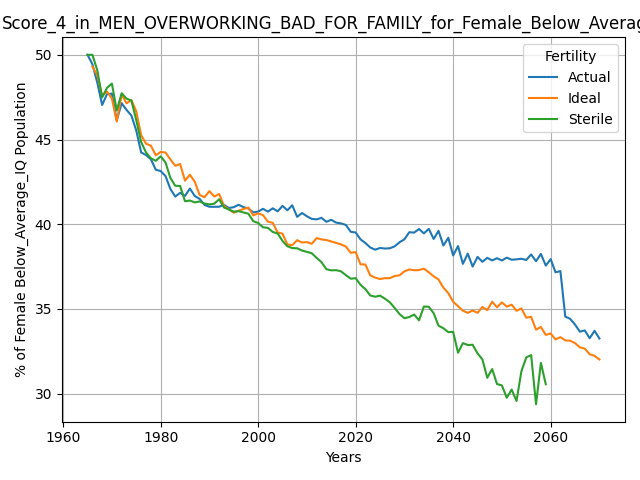 Score_4_in_MEN_OVERWORKING_BAD_FOR_FAMILY_for_Female_Below_Averag
Fertility
Actual
Ideal
Sterile
% of Female Below_Average_IQ Population
50
45
40
35
30
1960
1980
2000
2020
2040
2060
Years